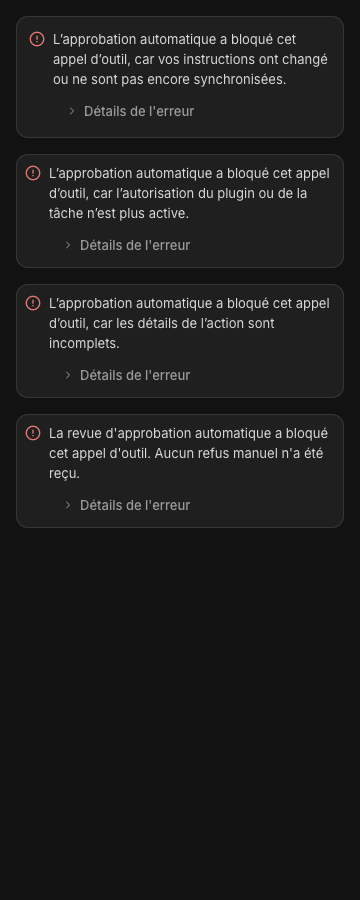 L’approbation automatique a bloqué cet
appel d’outil, car vos instructions ont changé
ou ne sont pas encore synchronisées.
Détails de l'erreur
L’approbation automatique a bloqué cet appel
d’outil, car l’autorisation du plugin ou de la
tâche n’est plus active.
Détails de l'erreur
L’approbation automatique a bloqué cet appel
d’outil, car les détails de l’action sont
incomplets.
Détails de l'erreur
La revue d'approbation automatique a bloqué
cet appel d'outil. Aucun refus manuel n'a été
reçu.
Détails de l'erreur